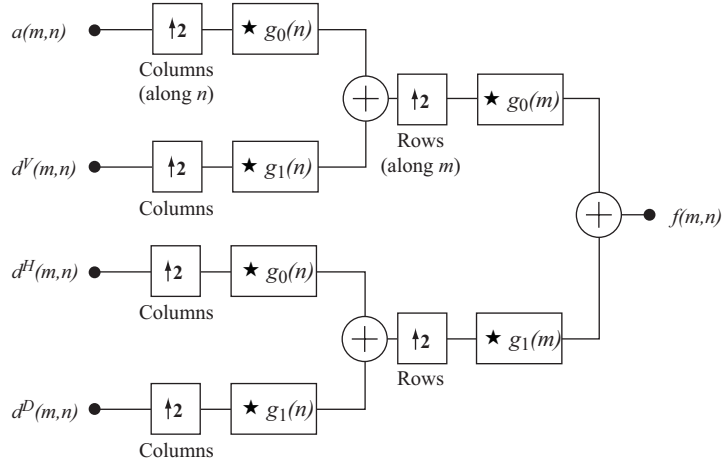 a(m,n)
↑2
★ g₀(n)
Columns
(along n)
↑2
★ g₀(m)
Rows
(along m)
dⱽ(m,n)
↑2
★ g₁(n)
Columns
f(m,n)
dᴴ(m,n)
↑2
★ g₀(n)
Columns
↑2
★ g₁(m)
Rows
dᴰ(m,n)
↑2
★ g₁(n)
Columns